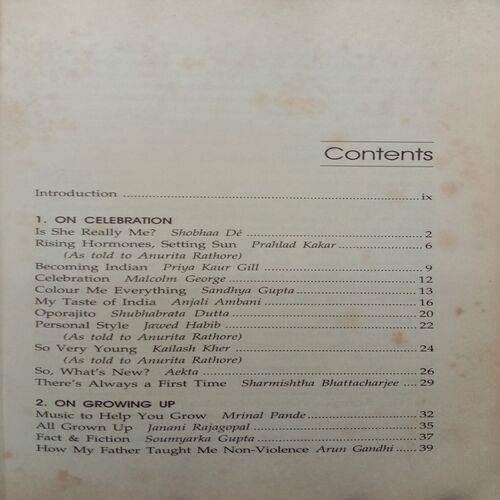 Contents
Introduction ........ ix
1. ON CELEBRATION
Is She Really Me? Shobhaa Dé ........ 2
Rising Hormones, Setting Sun Prahlad Kakar ........ 6
(As told to Anurita Rathore)
Becoming Indian Priya Kaur Gill ........ 9
Celebration Malcolm George ........ 12
Colour Me Everything Sandhya Gupta ........ 13
My Taste of India Anjali Ambani ........ 16
Oporajito Shubhabrata Dutta ........ 20
Personal Style Jawed Habib ........ 22
(As told to Anurita Rathore)
So Very Young Kailash Kher ........ 24
(As told to Anurita Rathore)
So, What's New? Aekta ........ 26
There's Always a First Time Sharmishtha Bhattacharjee .... 29
2. ON GROWING UP
Music to Help You Grow Mrinal Pande ........ 32
All Grown Up Janani Rajagopal ........ 35
Fact & Fiction Soumyarka Gupta ........ 37
How My Father Taught Me Non-Violence Arun Gandhi ........ 39